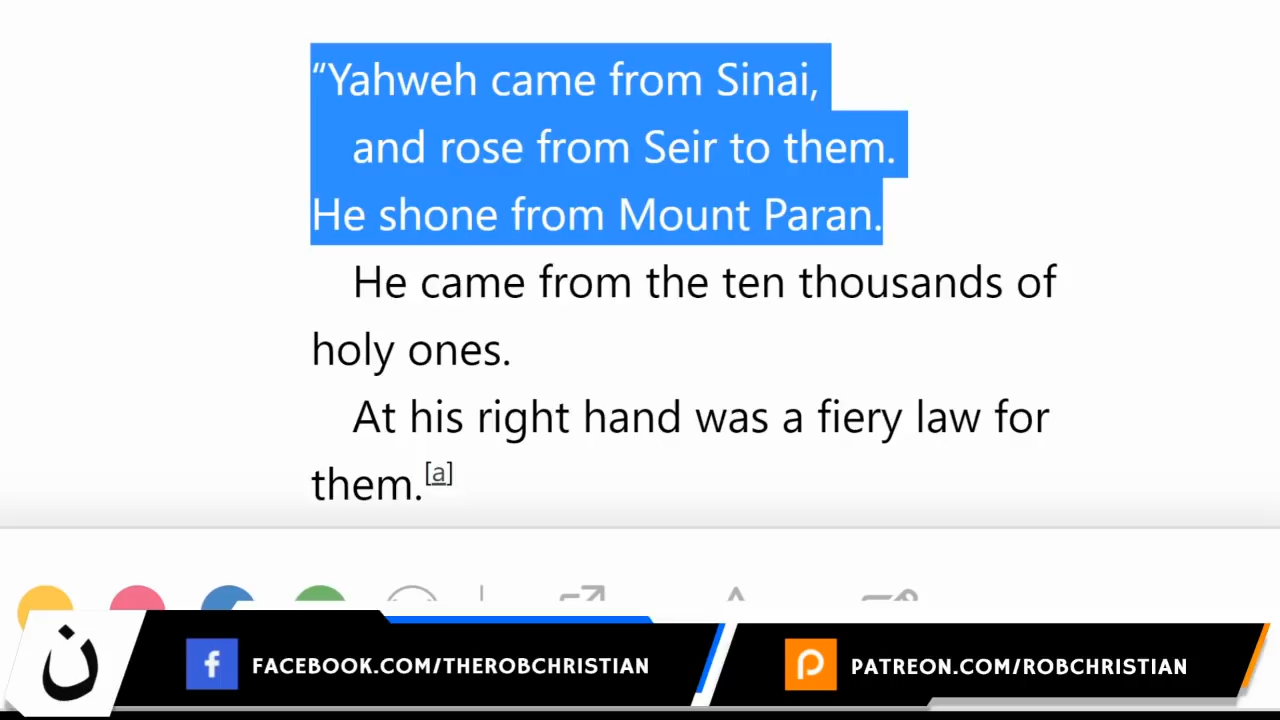 “Yahweh came from Sinai,
and rose from Seir to them.
He shone from Mount Paran.
He came from the ten thousands of
holy ones.
At his right hand was a fiery law for
them.[a]
ن
FACEBOOK.COM/THEROBCHRISTIAN
PATREON.COM/ROBCHRISTIAN